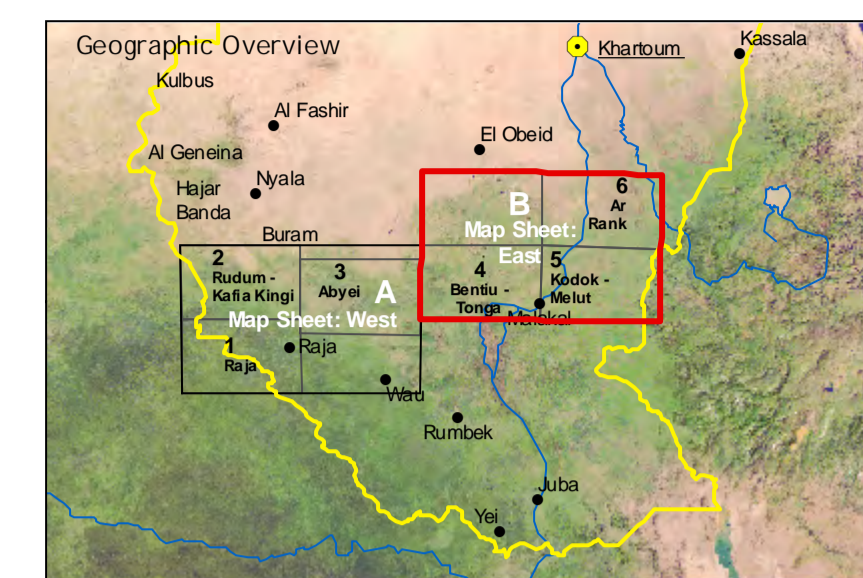 Geographic Overview
Khartoum
Kassala
Kulbus
Al Fashir
El Obeid
Al Geneina
Nyala
Hajar
Banda
Buram
6
Ar
Rank
B
Map Sheet:
East
2
Rudum -
Kafia Kingi
3
Abyei
A
Map Sheet: West
4
Bentiu -
Tonga
5
Kodok -
Melut
Malakal
1
Raja
Raja
Wau
Rumbek
Juba
Yei